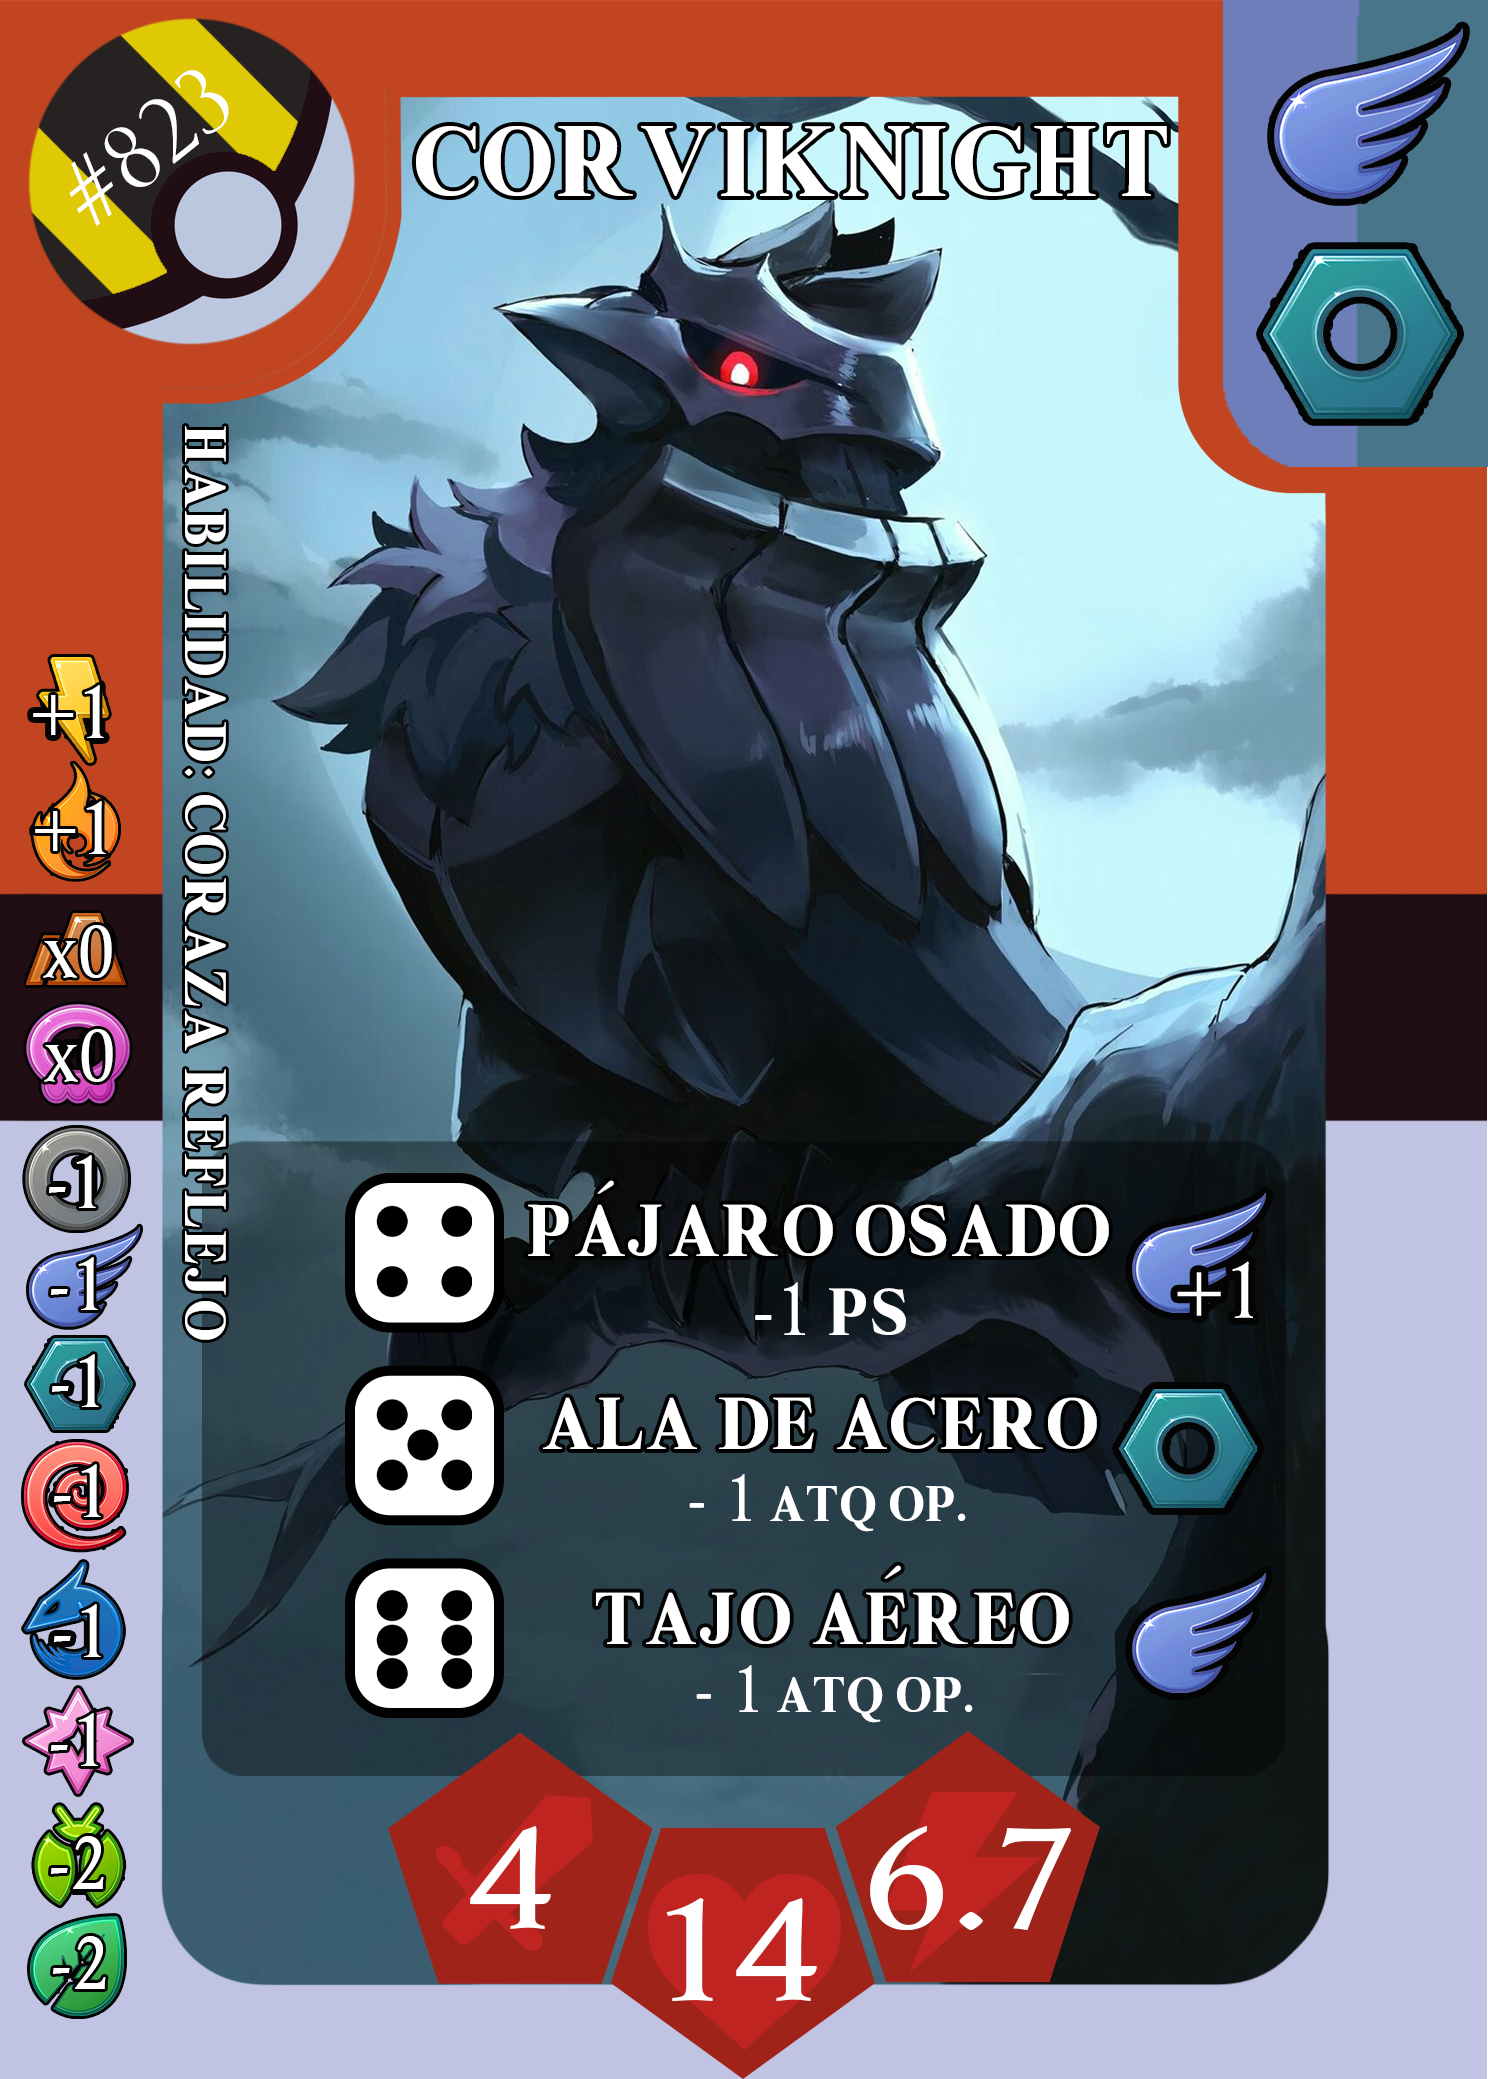 #823
CORVIKNIGHT
HABILIDAD: CORAZA REFLEJO
+1
+1
x0
x0
-1
-1
-1
-1
-1
-1
-2
-2
PÁJARO OSADO
-1 PS
+1
ALA DE ACERO
- 1 ATQ OP.
TAJO AÉREO
- 1 ATQ OP.
4
14
6.7